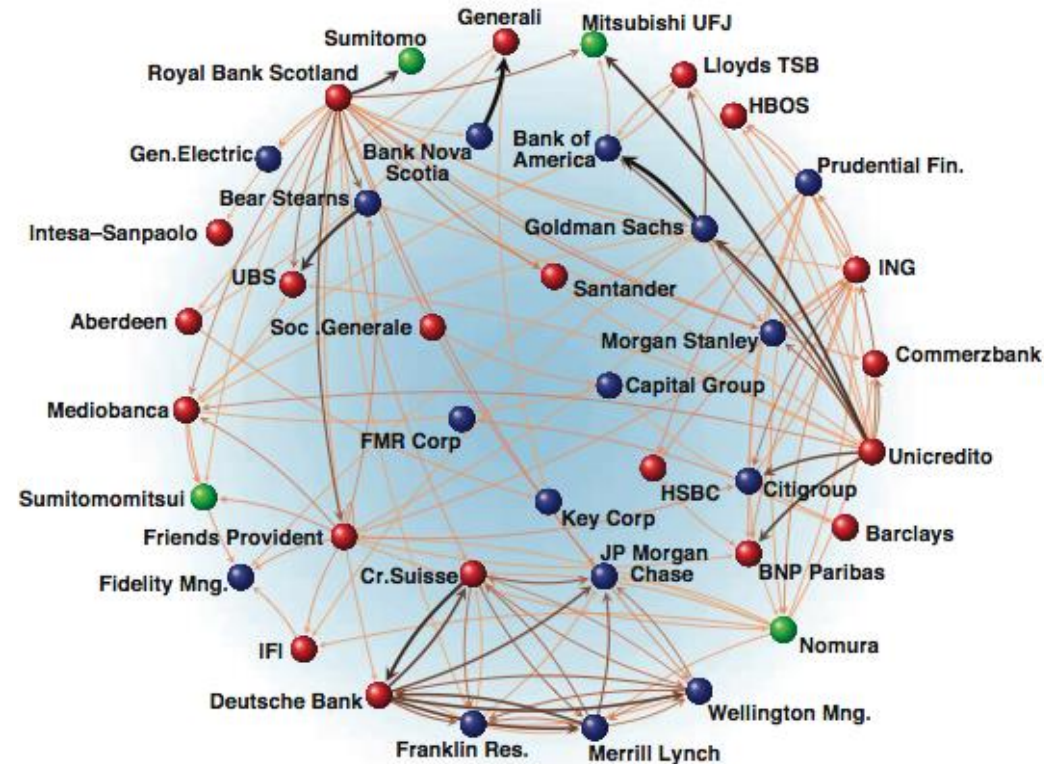 Generali
Mitsubishi UFJ
Sumitomo
Royal Bank Scotland
Lloyds TSB
HBOS
Gen.Electric
Bank Nova
Scotia
Bank of
America
Prudential Fin.
Bear Stearns
Intesa–Sanpaolo
Goldman Sachs
UBS
Santander
ING
Aberdeen
Soc .Generale
Morgan Stanley
Commerzbank
Capital Group
Mediobanca
FMR Corp
Unicredito
HSBC
Citigroup
Sumitomomitsui
Key Corp
Barclays
Friends Provident
Cr.Suisse
JP Morgan
Chase
BNP Paribas
Fidelity Mng.
IFI
Nomura
Deutsche Bank
Wellington Mng.
Franklin Res.
Merrill Lynch